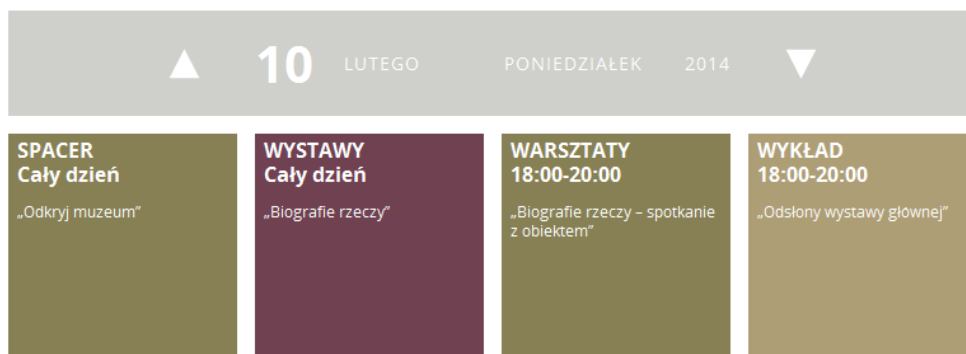 10 LUTEGO PONIEDZIAŁEK 2014
SPACER
Cały dzień
„Odkryj muzeum”
WYSTAWY
Cały dzień
„Biografie rzeczy”
WARSZTATY
18:00-20:00
„Biografie rzeczy – spotkanie
z obiektem”
WYKŁAD
18:00-20:00
„Odsłony wystawy głównej”